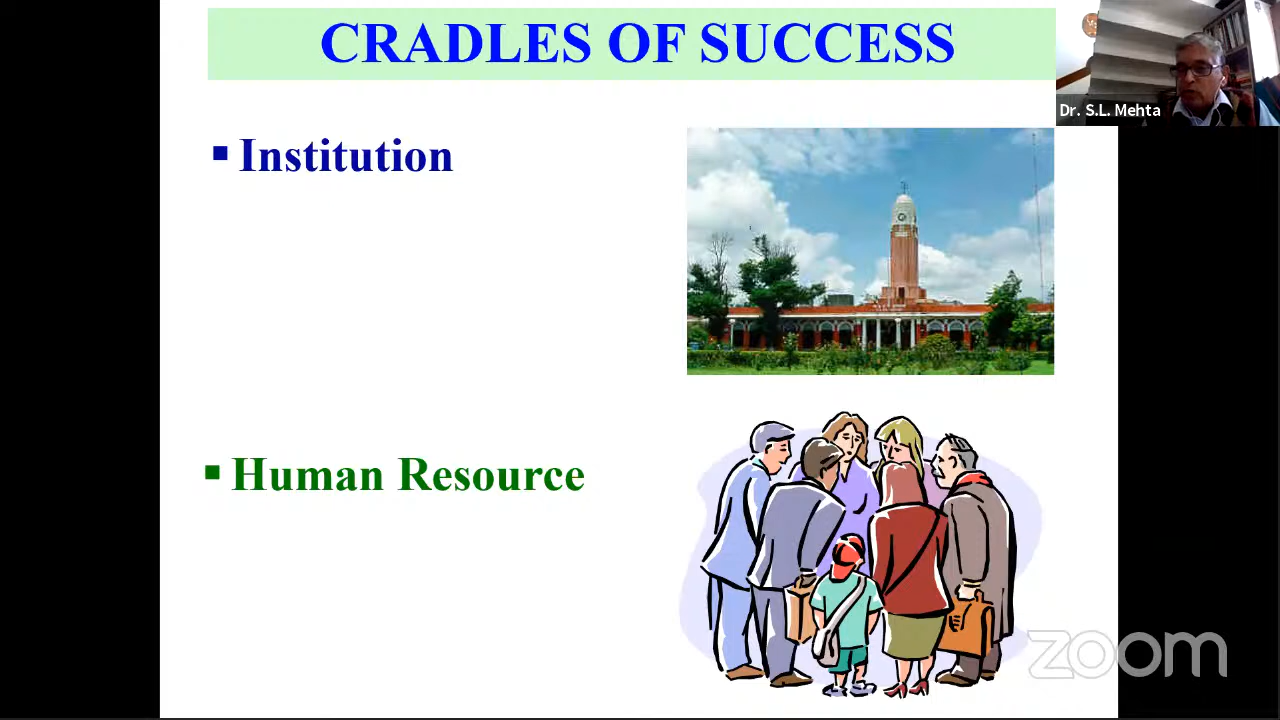 CRADLES OF SUCCESS
Dr. S.L. Mehta
▪ Institution
▪ Human Resource
zoom